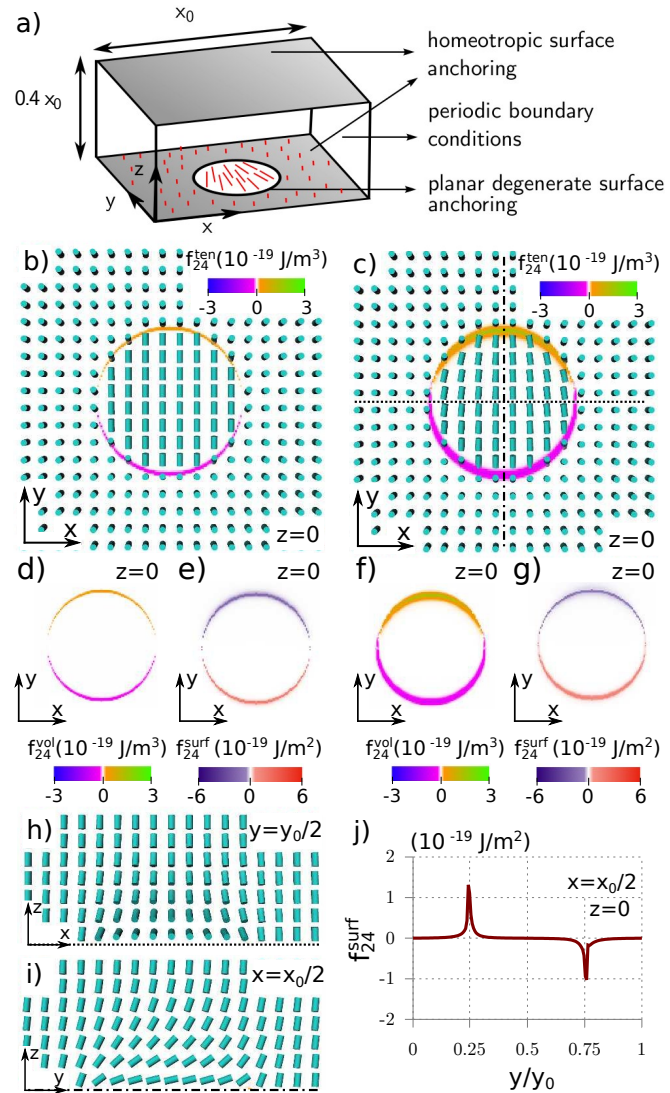 a)
x₀
0.4 x₀
z
y
x
homeotropic surface
anchoring
periodic boundary
conditions
planar degenerate surface
anchoring
b)
f₂₄ᵗᵉⁿ(10 ⁻¹⁹ J/m³)
-3 0 3
y
x
z=0
c)
f₂₄ᵗᵉⁿ(10 ⁻¹⁹ J/m³)
-3 0 3
y
x
z=0
d)
z=0
y
x
f₂₄ᵛᵒˡ(10 ⁻¹⁹ J/m³)
-3 0 3
e)
z=0
y
x
f₂₄ˢᵘʳᶠ(10 ⁻¹⁹ J/m²)
-6 0 6
f)
z=0
y
x
f₂₄ᵛᵒˡ(10 ⁻¹⁹ J/m³)
-3 0 3
g)
z=0
y
x
f₂₄ˢᵘʳᶠ(10 ⁻¹⁹ J/m²)
-6 0 6
h)
y=y₀/2
z
x
i)
x=x₀/2
z
y
j)
(10 ⁻¹⁹ J/m²)
2
1
0
-1
-2
f₂₄ˢᵘʳᶠ
x=x₀/2
z=0
0 0.25 0.5 0.75 1
y/y₀